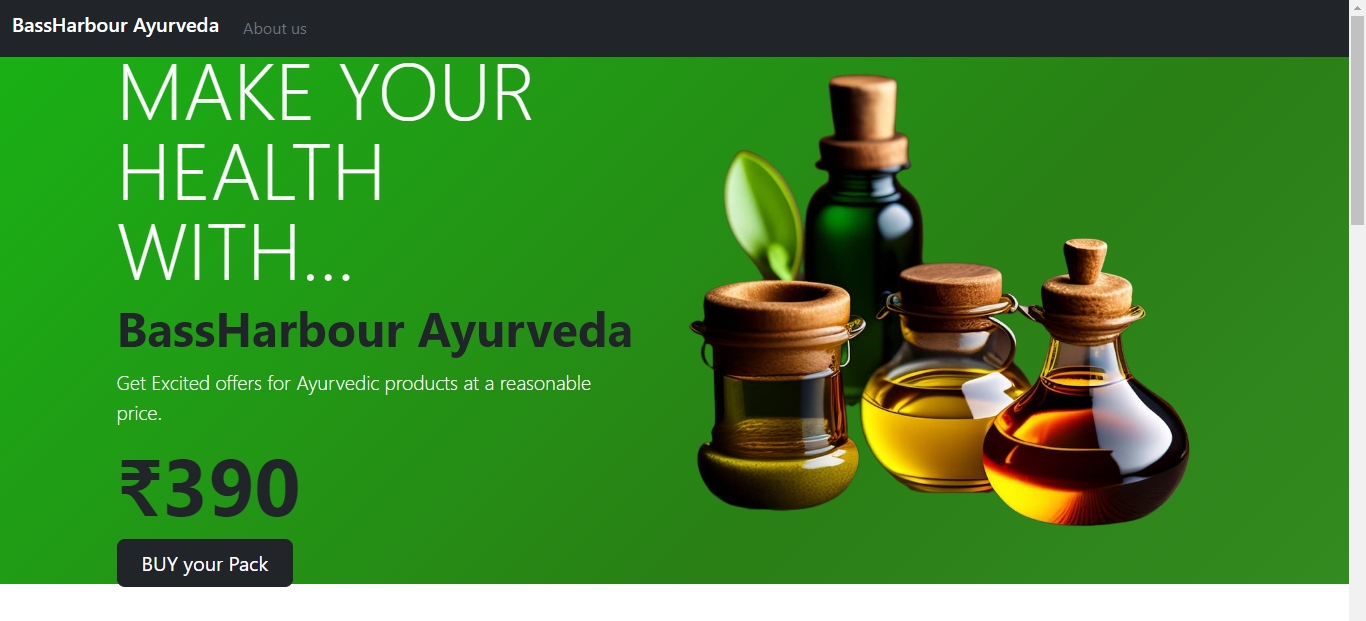 BassHarbour Ayurveda About us
MAKE YOUR
HEALTH
WITH...
BassHarbour Ayurveda
Get Excited offers for Ayurvedic products at a reasonable
price.
₹390
BUY your Pack